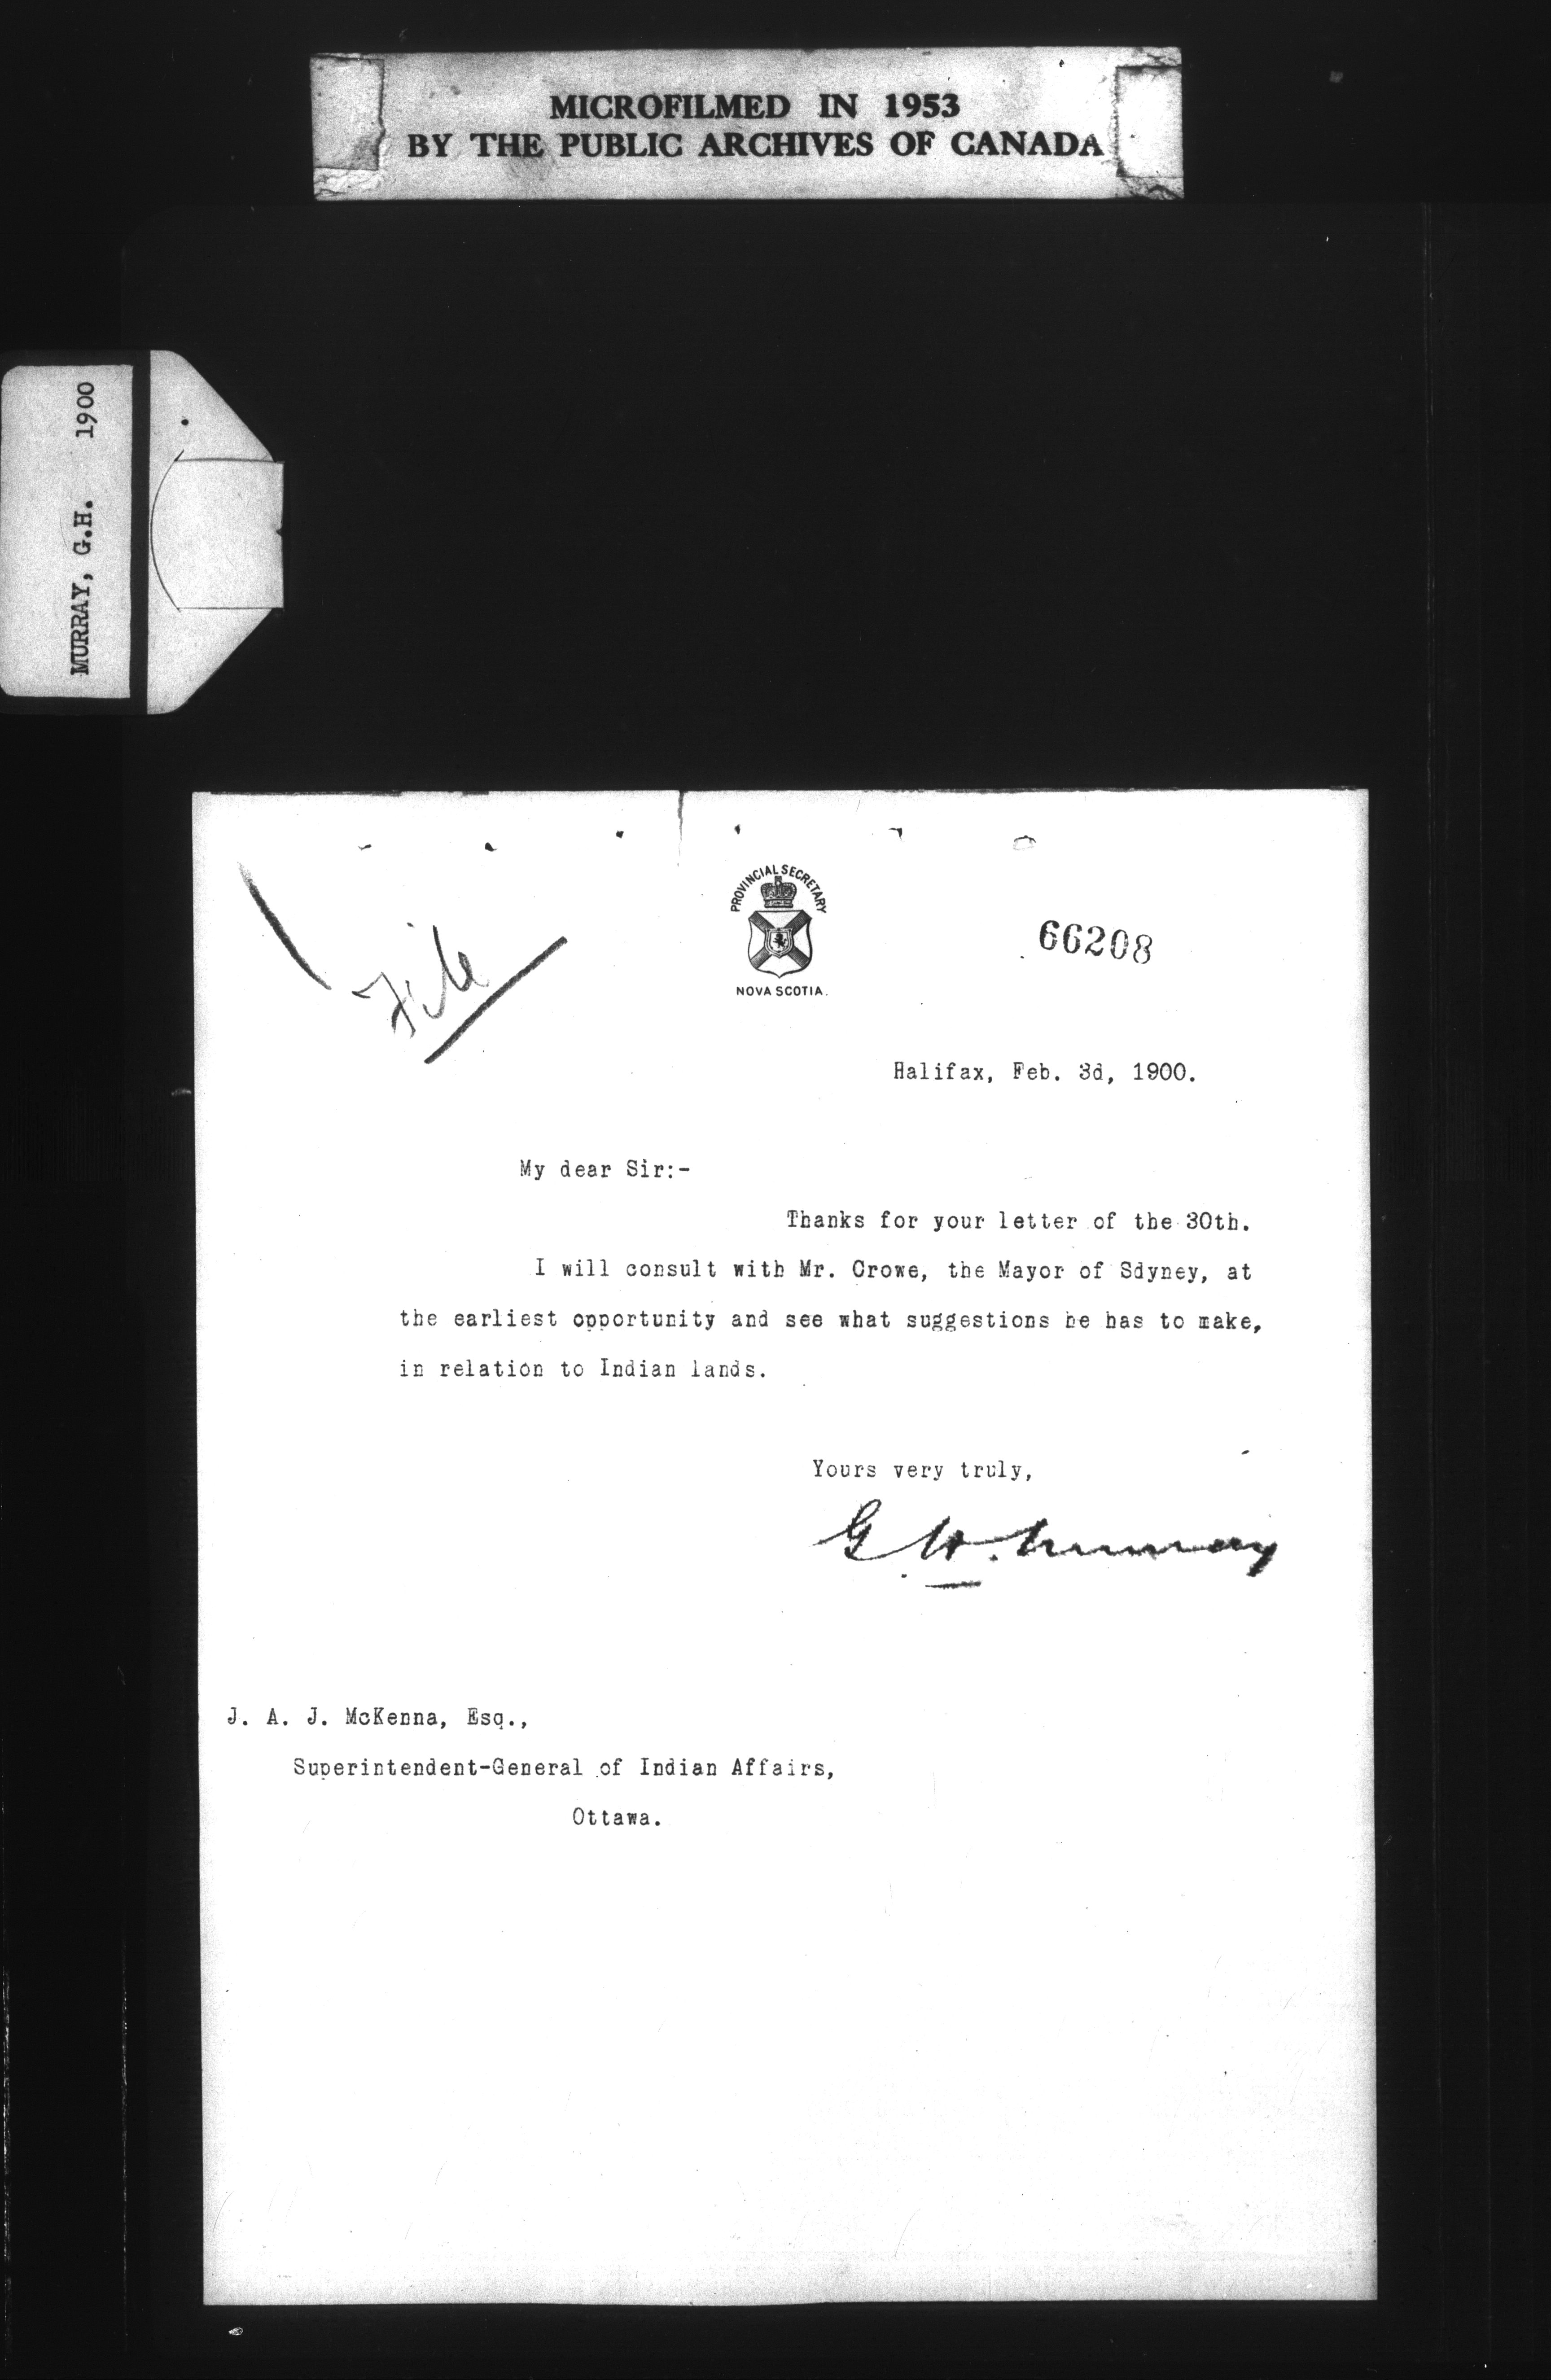 MICROFILMED IN 1953
BY THE PUBLIC ARCHIVES OF CANADA
MURRAY, G.H. 1900
PROVINCIAL SECRETARY
NOVA SCOTIA.
File
66208
Halifax, Feb. 3d, 1900.
My dear Sir:-
Thanks for your letter of the 30th.
I will consult with Mr. Crowe, the Mayor of Sdyney, at
the earliest opportunity and see what suggestions he has to make,
in relation to Indian lands.
Yours very truly,
G H. Murray
J. A. J. McKenna, Esq.,
Superintendent-General of Indian Affairs,
Ottawa.